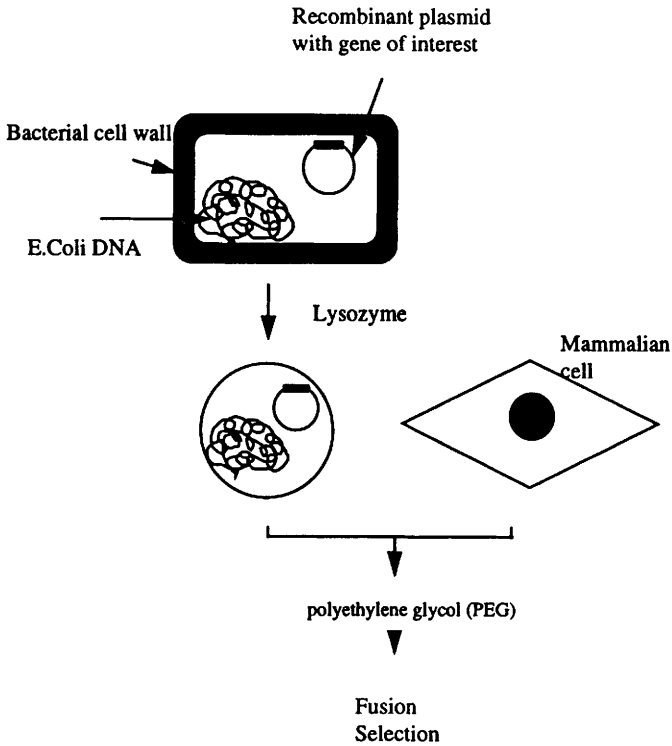 Recombinant plasmid
with gene of interest
Bacterial cell wall
E.Coli DNA
Lysozyme
Mammalian
cell
polyethylene glycol (PEG)
Fusion
Selection